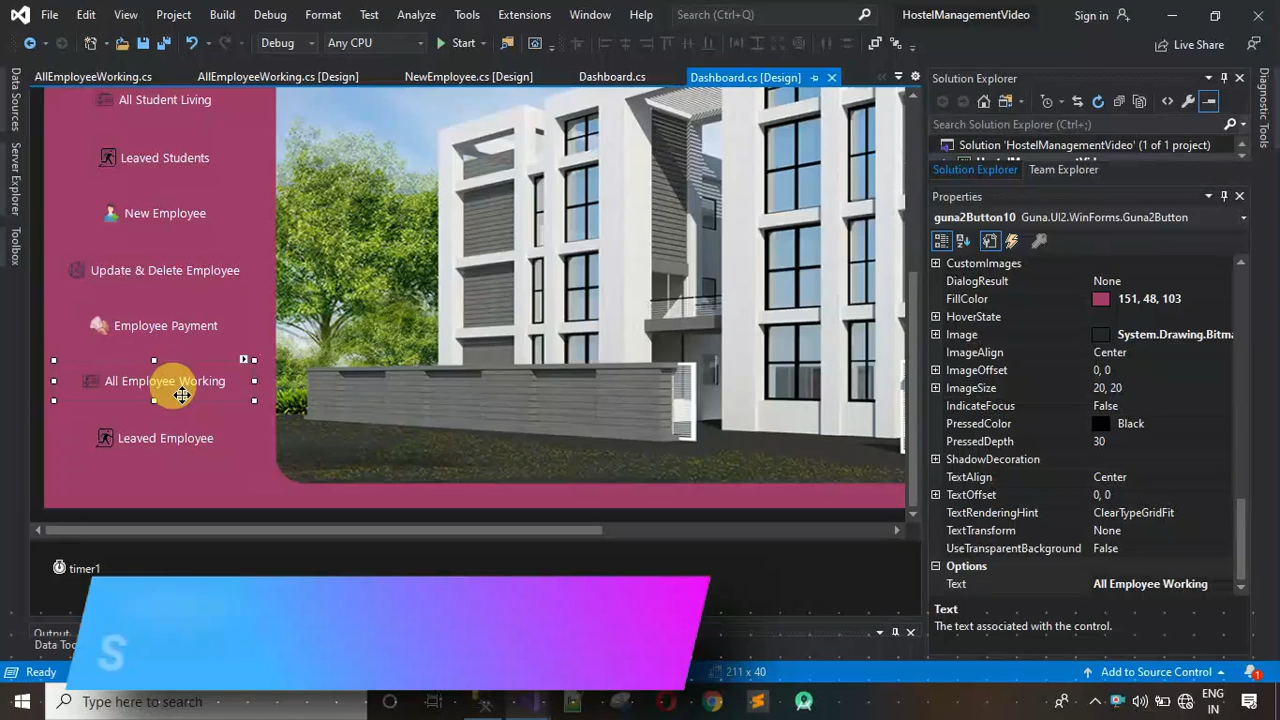 File Edit View Project Build Debug Format Test Analyze Tools Extensions Window Help Search (Ctrl+Q) HostelManagementVideo Sign in
Debug Any CPU Start Live Share
AllEmployeeWorking.cs AllEmployeeWorking.cs [Design] NewEmployee.cs [Design] Dashboard.cs Dashboard.cs [Design]
Data Sources
Server Explorer
Toolbox
All Student Living
Leaved Students
New Employee
Update & Delete Employee
Employee Payment
All Employee Working
Leaved Employee
timer1
S
Solution Explorer
Search Solution Explorer (Ctrl+;)
Solution 'HostelManagementVideo' (1 of 1 project)
HostelManagementVideo
Solution Explorer Team Explorer
Properties
guna2Button10 Guna.UI2.WinForms.Guna2Button
CustomImages
DialogResult None
FillColor 151, 48, 103
HoverState
Image System.Drawing.Bitm
ImageAlign Center
ImageOffset 0, 0
ImageSize 20, 20
IndicateFocus False
PressedColor Black
PressedDepth 30
ShadowDecoration
TextAlign Center
TextOffset 0, 0
TextRenderingHint ClearTypeGridFit
TextTransform None
UseTransparentBackground False
Options
Text All Employee Working
Text
The text associated with the control.
Diagnostic Tools
Output
Data Too
Ready 211 x 40 Add to Source Control 1
Type here to search ENG
IN